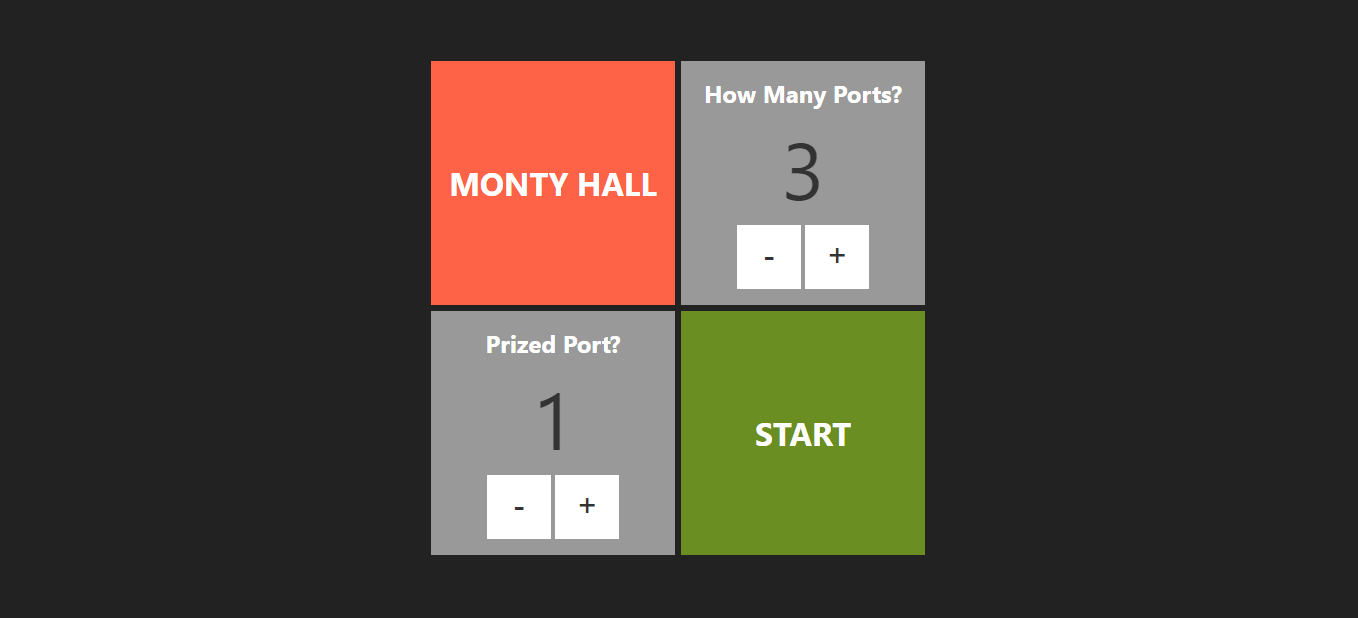 MONTY HALL
How Many Ports?
3
- +
Prized Port?
1
- +
START